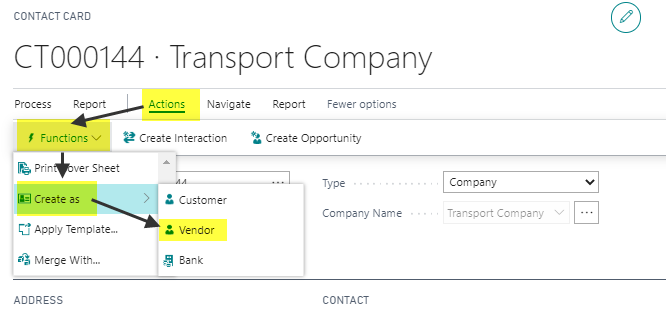 CONTACT CARD
CT000144 · Transport Company
Process Report Actions Navigate Report Fewer options
Functions Create Interaction Create Opportunity
Print Cover Sheet
44 ... Type Company
Create as Customer
Company Name Transport Company ...
Apply Template... Vendor
Merge With... Bank
ADDRESS CONTACT